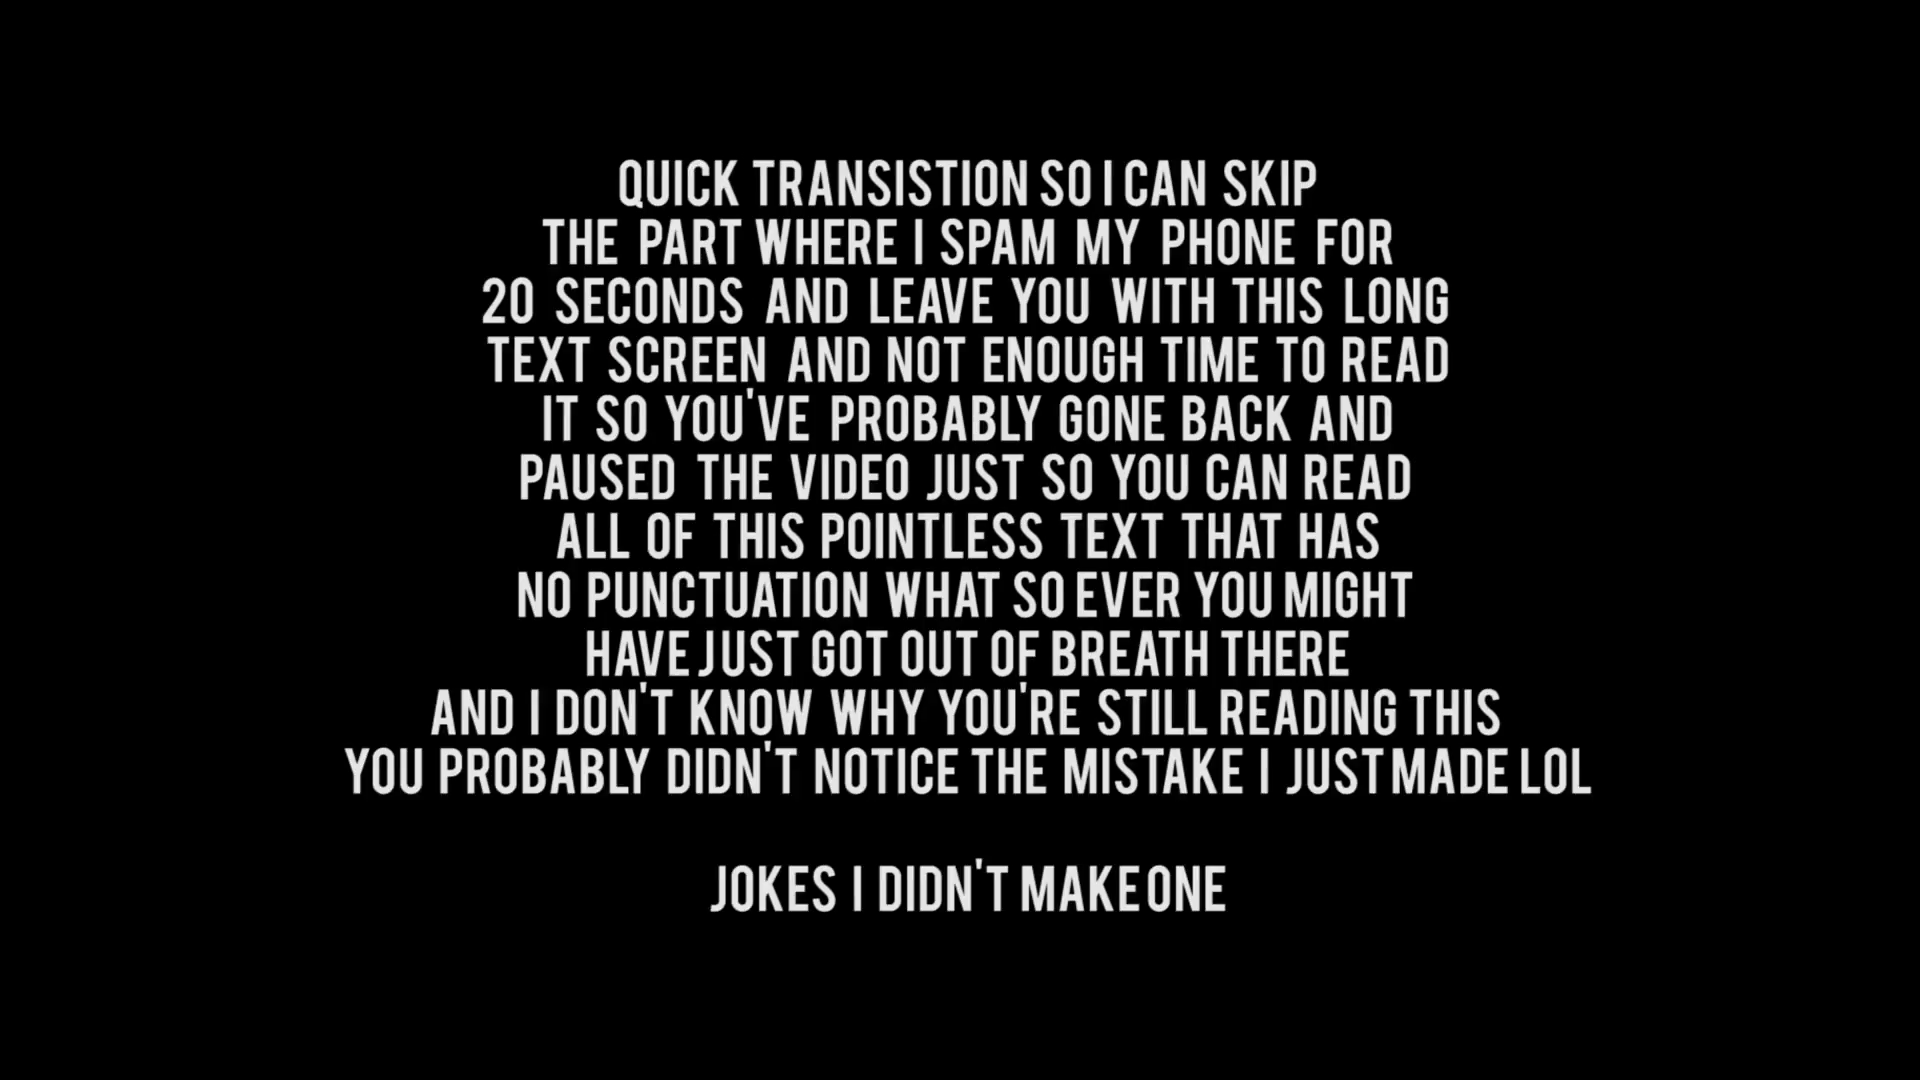 QUICK TRANSISTION SO I CAN SKIP
THE PART WHERE I SPAM MY PHONE FOR
20 SECONDS AND LEAVE YOU WITH THIS LONG
TEXT SCREEN AND NOT ENOUGH TIME TO READ
IT SO YOU'VE PROBABLY GONE BACK AND
PAUSED THE VIDEO JUST SO YOU CAN READ
ALL OF THIS POINTLESS TEXT THAT HAS
NO PUNCTUATION WHAT SO EVER YOU MIGHT
HAVE JUST GOT OUT OF BREATH THERE
AND I DON'T KNOW WHY YOU'RE STILL READING THIS
YOU PROBABLY DIDN'T NOTICE THE MISTAKE I JUST MADE LOL
JOKES I DIDN'T MAKE ONE